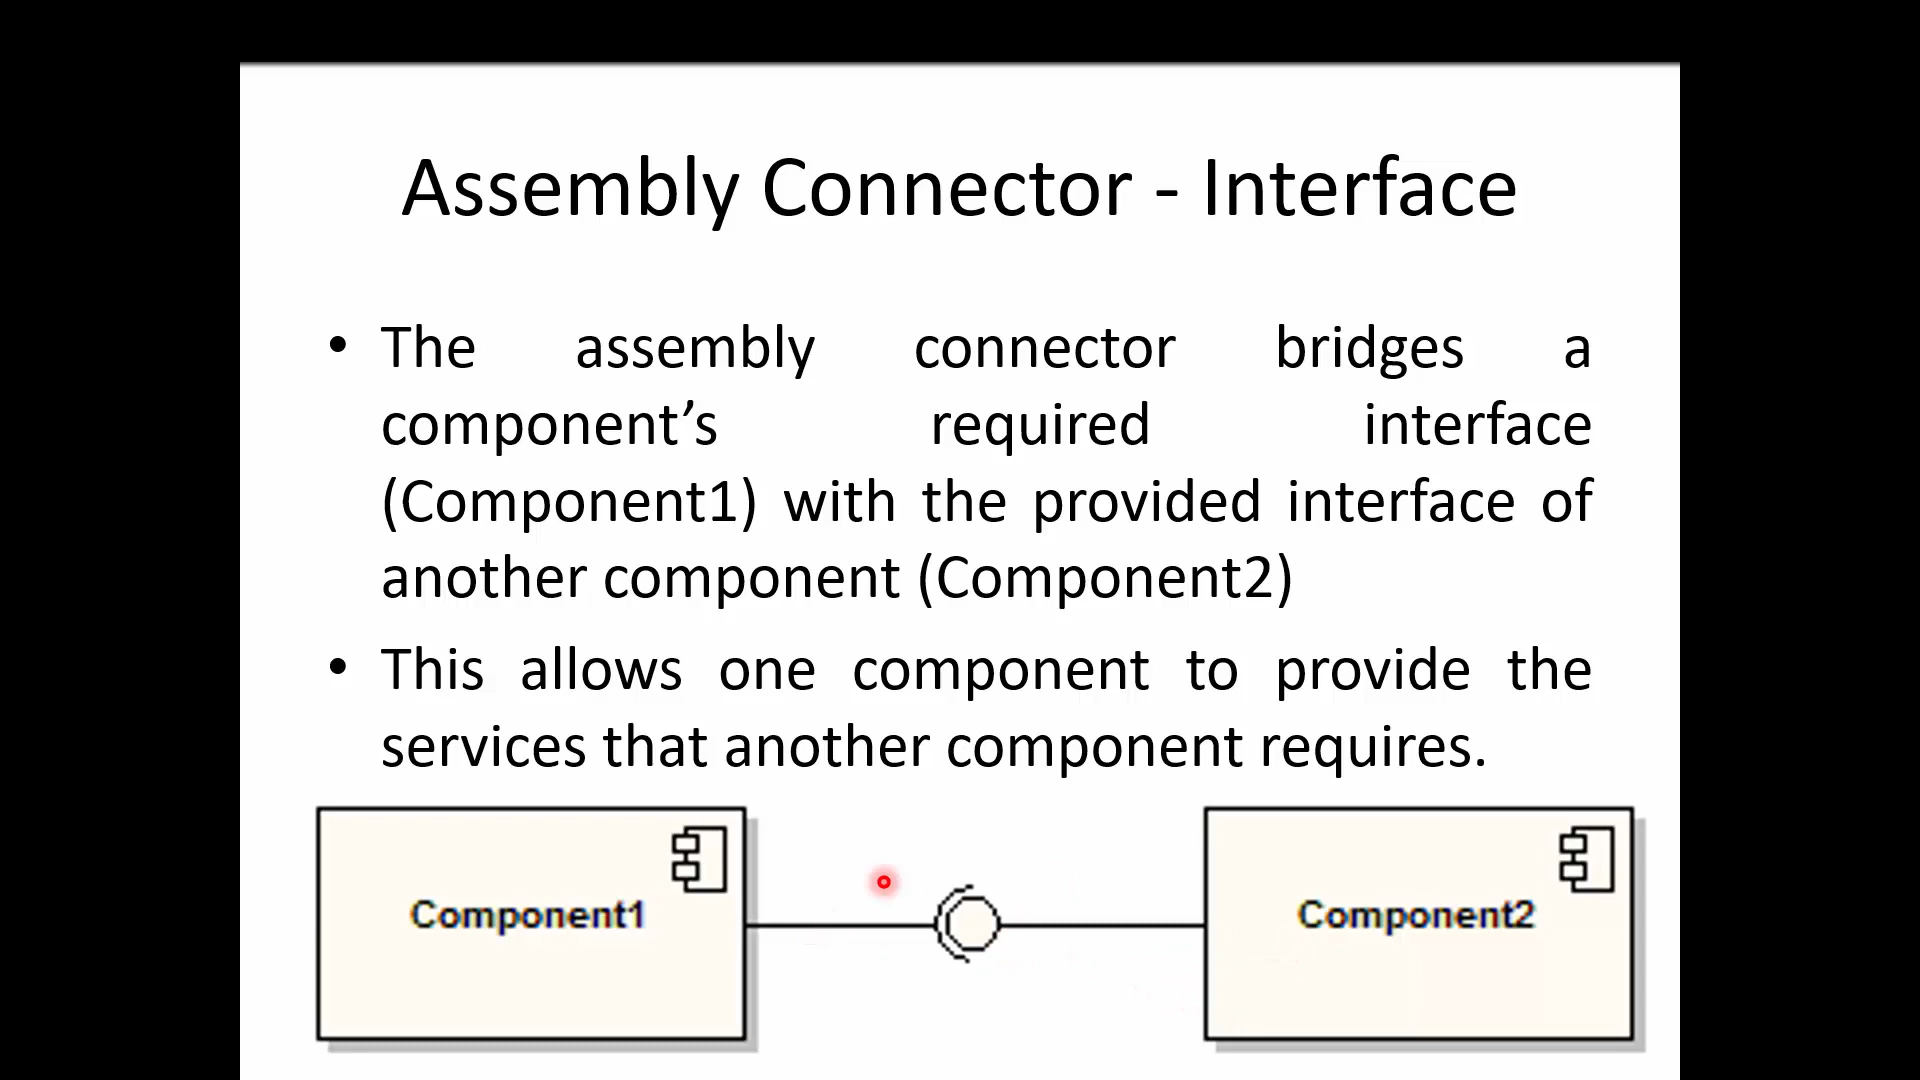 Assembly Connector - Interface
• The assembly connector bridges a
component’s required interface
(Component1) with the provided interface of
another component (Component2)
• This allows one component to provide the
services that another component requires.
Component1
Component2